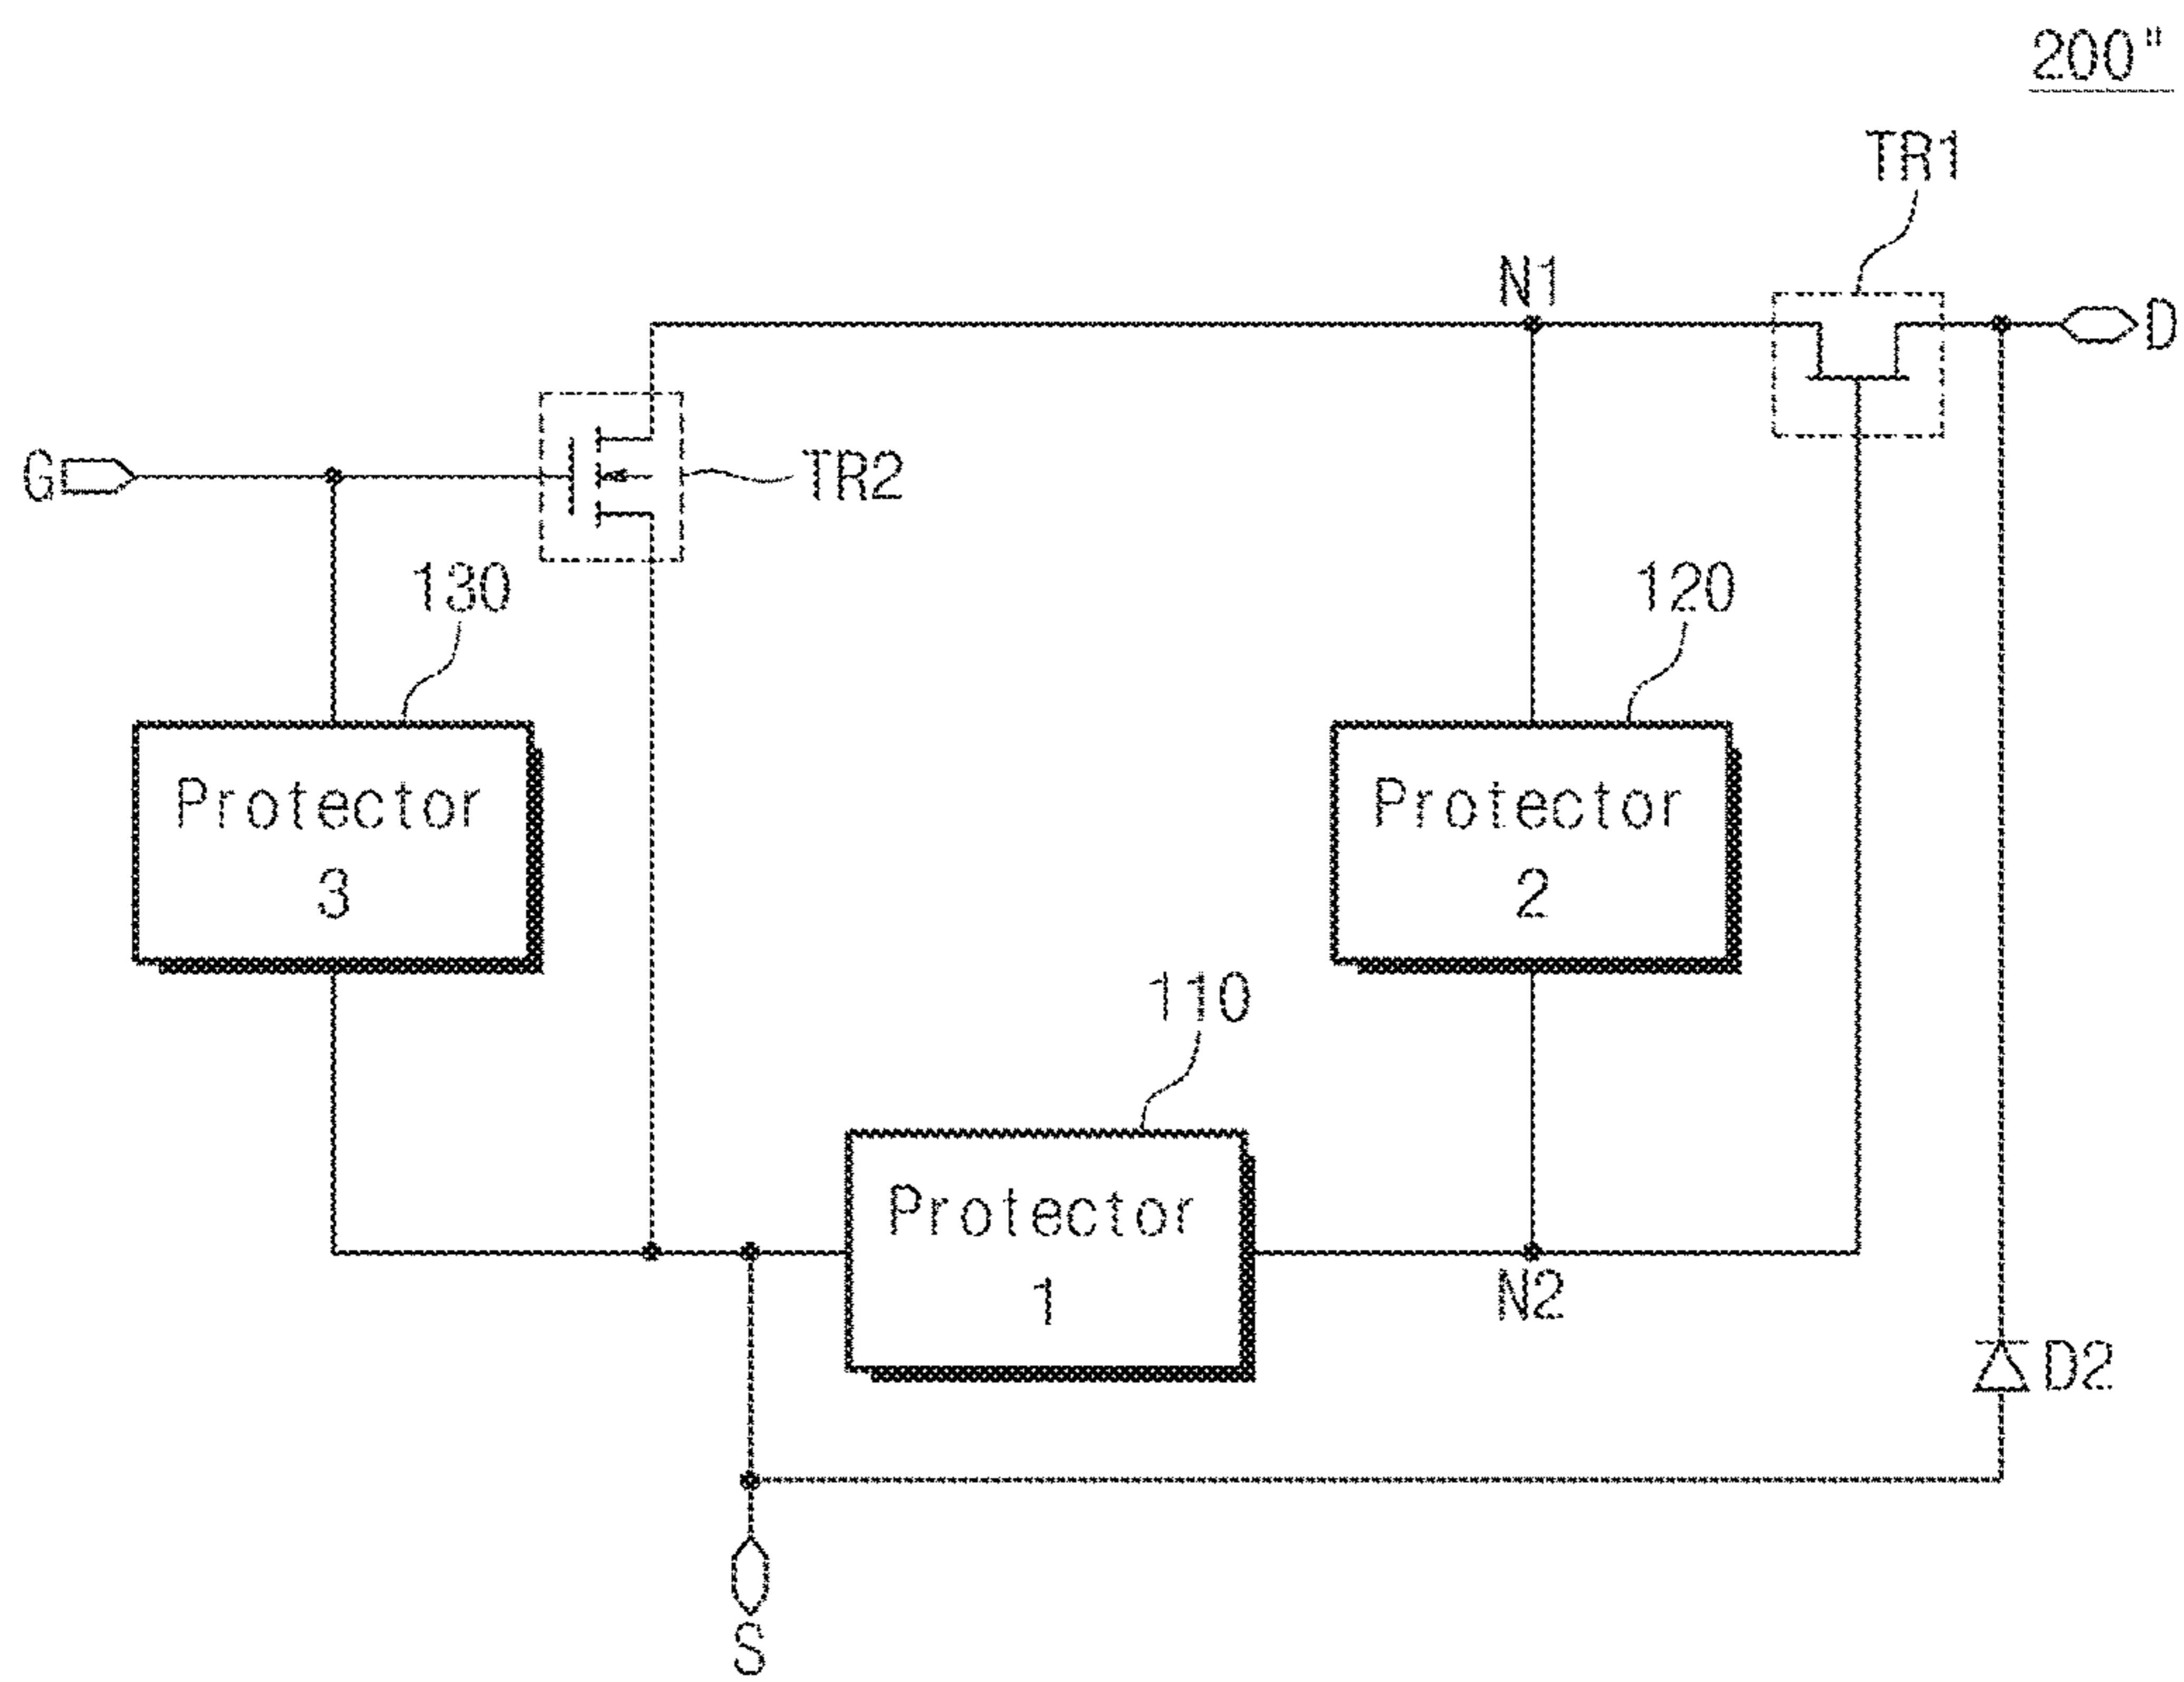 200"
TR1
N1
D
G
TR2
130
120
Protector
3
Protector
2
110
Protector
1
N2
D2
S